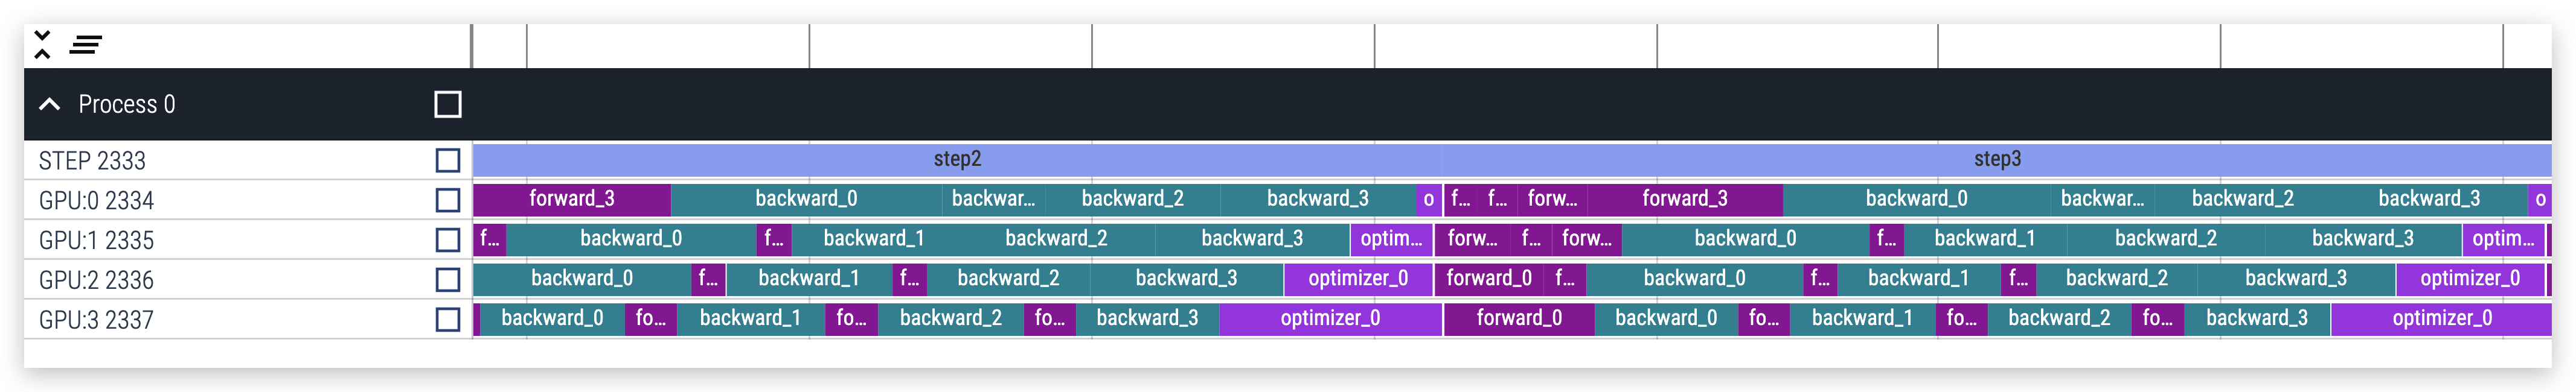 Process 0
STEP 2333 step2 step3
GPU:0 2334 forward_3 backward_0 backwar... backward_2 backward_3 o f... f... forw... forward_3 backward_0 backwar... backward_2 backward_3 o
GPU:1 2335 f... backward_0 f... backward_1 backward_2 backward_3 optim... forw... f... forw... backward_0 f... backward_1 backward_2 backward_3 optim...
GPU:2 2336 backward_0 f... backward_1 f... backward_2 backward_3 optimizer_0 forward_0 f... backward_0 f... backward_1 f... backward_2 backward_3 optimizer_0
GPU:3 2337 backward_0 fo... backward_1 fo... backward_2 fo... backward_3 optimizer_0 forward_0 backward_0 fo... backward_1 fo... backward_2 fo... backward_3 optimizer_0